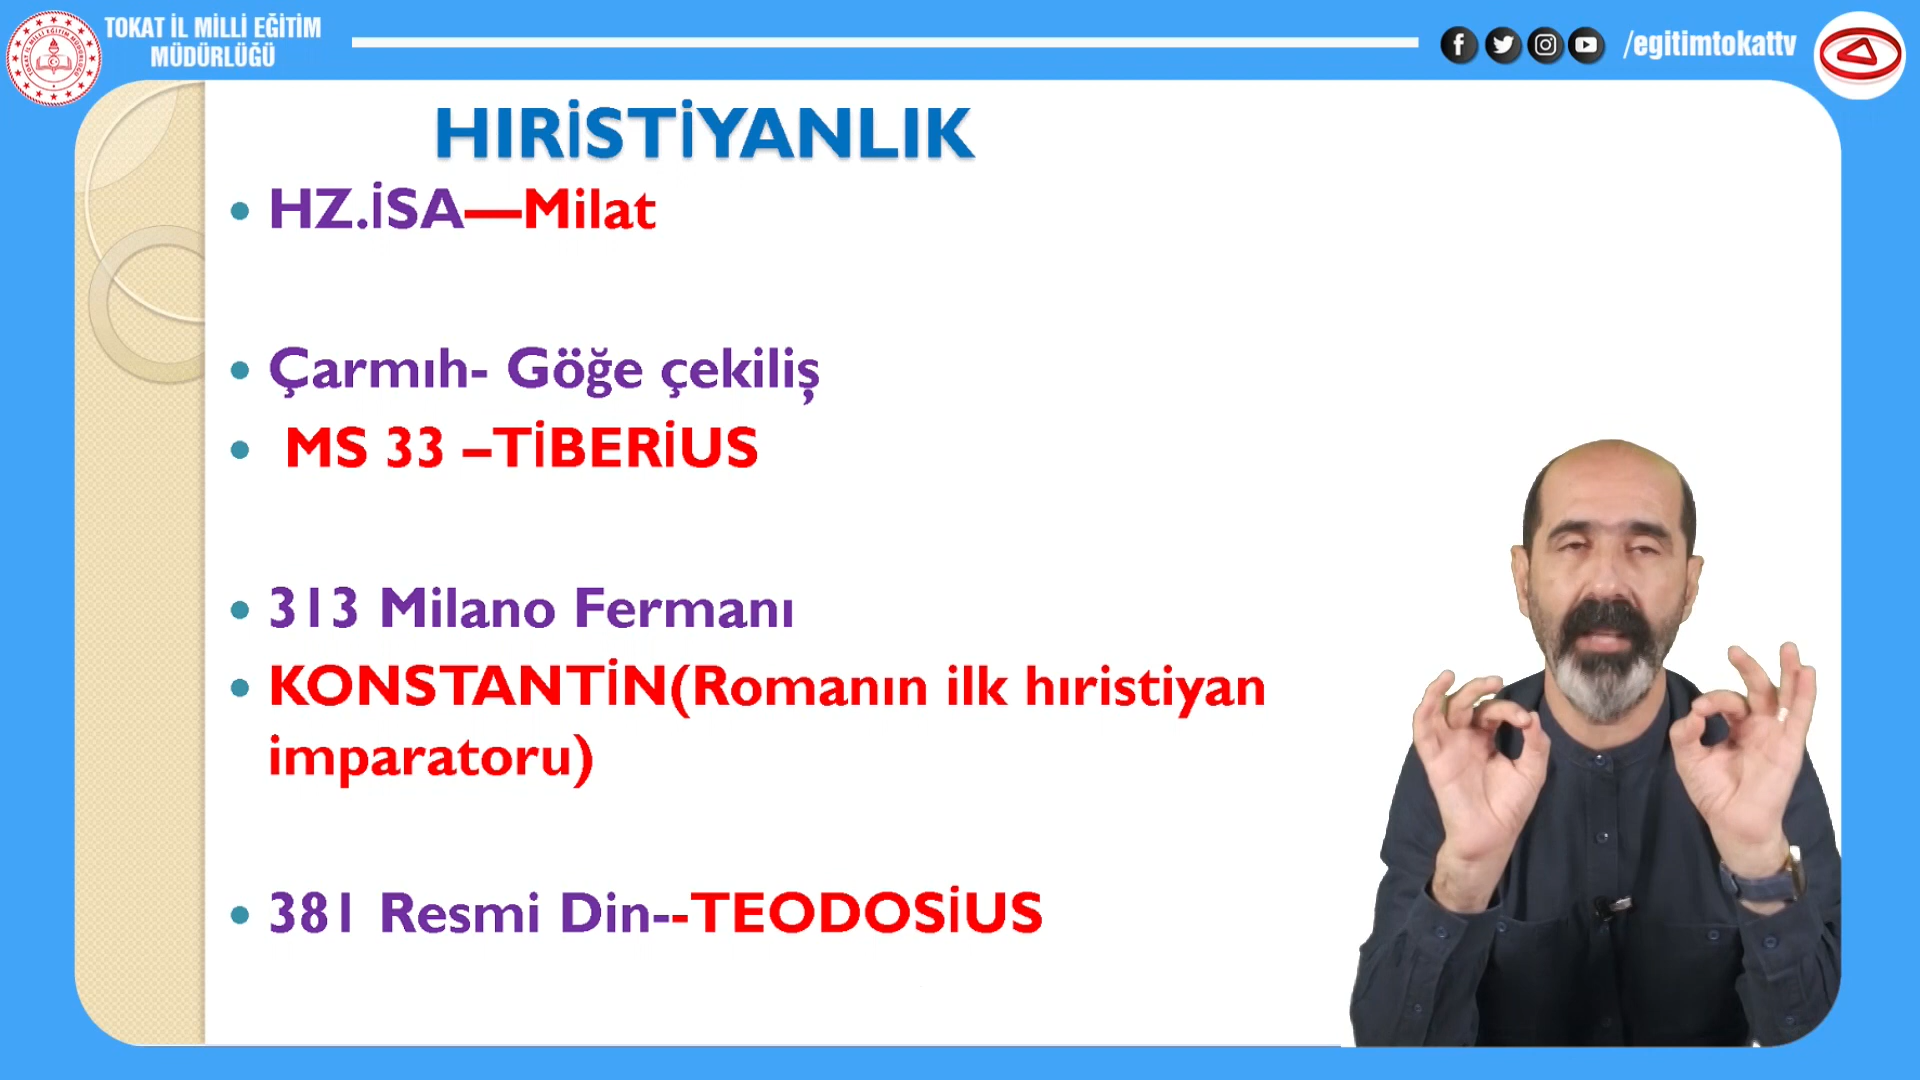 TOKAT İL MİLLİ EĞİTİM
MÜDÜRLÜĞÜ
/egitimtokattv
HIRİSTİYANLIK
• HZ.İSA—Milat
• Çarmıh- Göğe çekiliş
• MS 33 –TİBERİUS
• 313 Milano Fermanı
• KONSTANTİN(Romanın ilk hıristiyan
imparatoru)
• 381 Resmi Din--TEODOSİUS